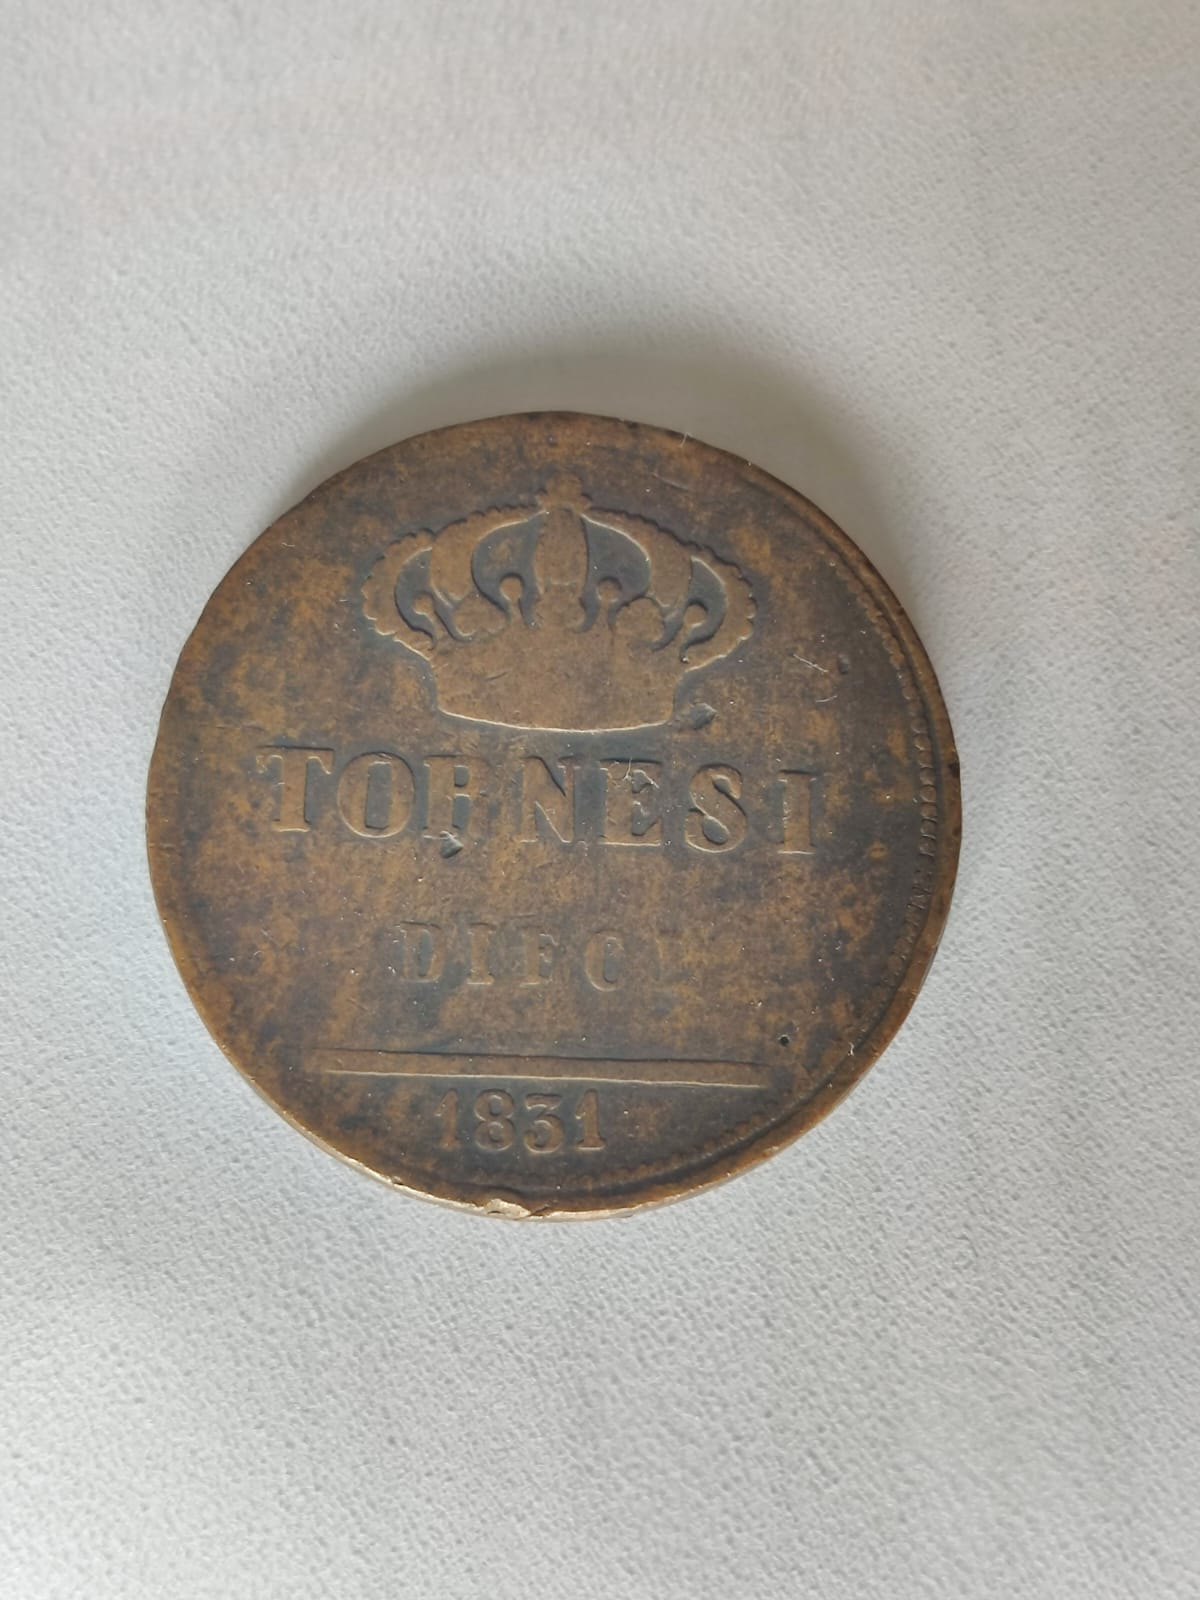 TORNESI
DIECI
1831